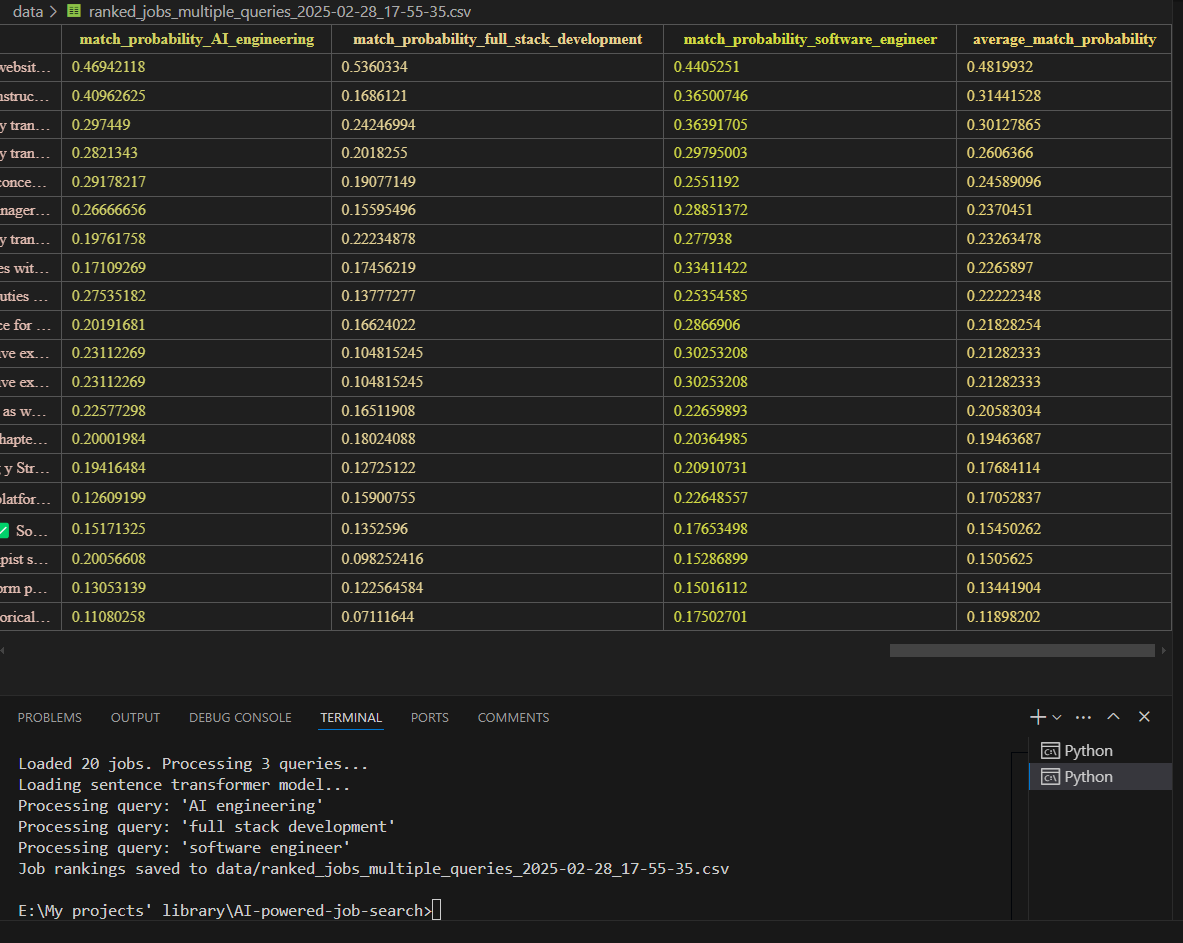 data > ranked_jobs_multiple_queries_2025-02-28_17-55-35.csv
match_probability_AI_engineering match_probability_full_stack_development match_probability_software_engineer average_match_probability
websit... 0.46942118 0.5360334 0.4405251 0.4819932
nstruc... 0.40962625 0.1686121 0.36500746 0.31441528
y tran... 0.297449 0.24246994 0.36391705 0.30127865
y tran... 0.2821343 0.2018255 0.29795003 0.2606366
conce... 0.29178217 0.19077149 0.2551192 0.24589096
nager... 0.26666656 0.15595496 0.28851372 0.2370451
y tran... 0.19761758 0.22234878 0.277938 0.23263478
es wit... 0.17109269 0.17456219 0.33411422 0.2265897
uties ... 0.27535182 0.13777277 0.25354585 0.22222348
ce for ... 0.20191681 0.16624022 0.2866906 0.21828254
ive ex... 0.23112269 0.104815245 0.30253208 0.21282333
ive ex... 0.23112269 0.104815245 0.30253208 0.21282333
as w... 0.22577298 0.16511908 0.22659893 0.20583034
hapte... 0.20001984 0.18024088 0.20364985 0.19463687
y Str... 0.19416484 0.12725122 0.20910731 0.17684114
platfor... 0.12609199 0.15900755 0.22648557 0.17052837
✅ So... 0.15171325 0.1352596 0.17653498 0.15450262
pist s... 0.20056608 0.098252416 0.15286899 0.1505625
orm p... 0.13053139 0.122564584 0.15016112 0.13441904
orical... 0.11080258 0.07111644 0.17502701 0.11898202
PROBLEMS OUTPUT DEBUG CONSOLE TERMINAL PORTS COMMENTS
Loaded 20 jobs. Processing 3 queries...
Loading sentence transformer model...
Processing query: 'AI engineering'
Processing query: 'full stack development'
Processing query: 'software engineer'
Job rankings saved to data/ranked_jobs_multiple_queries_2025-02-28_17-55-35.csv
E:\My projects' library\AI-powered-job-search>
Python
Python